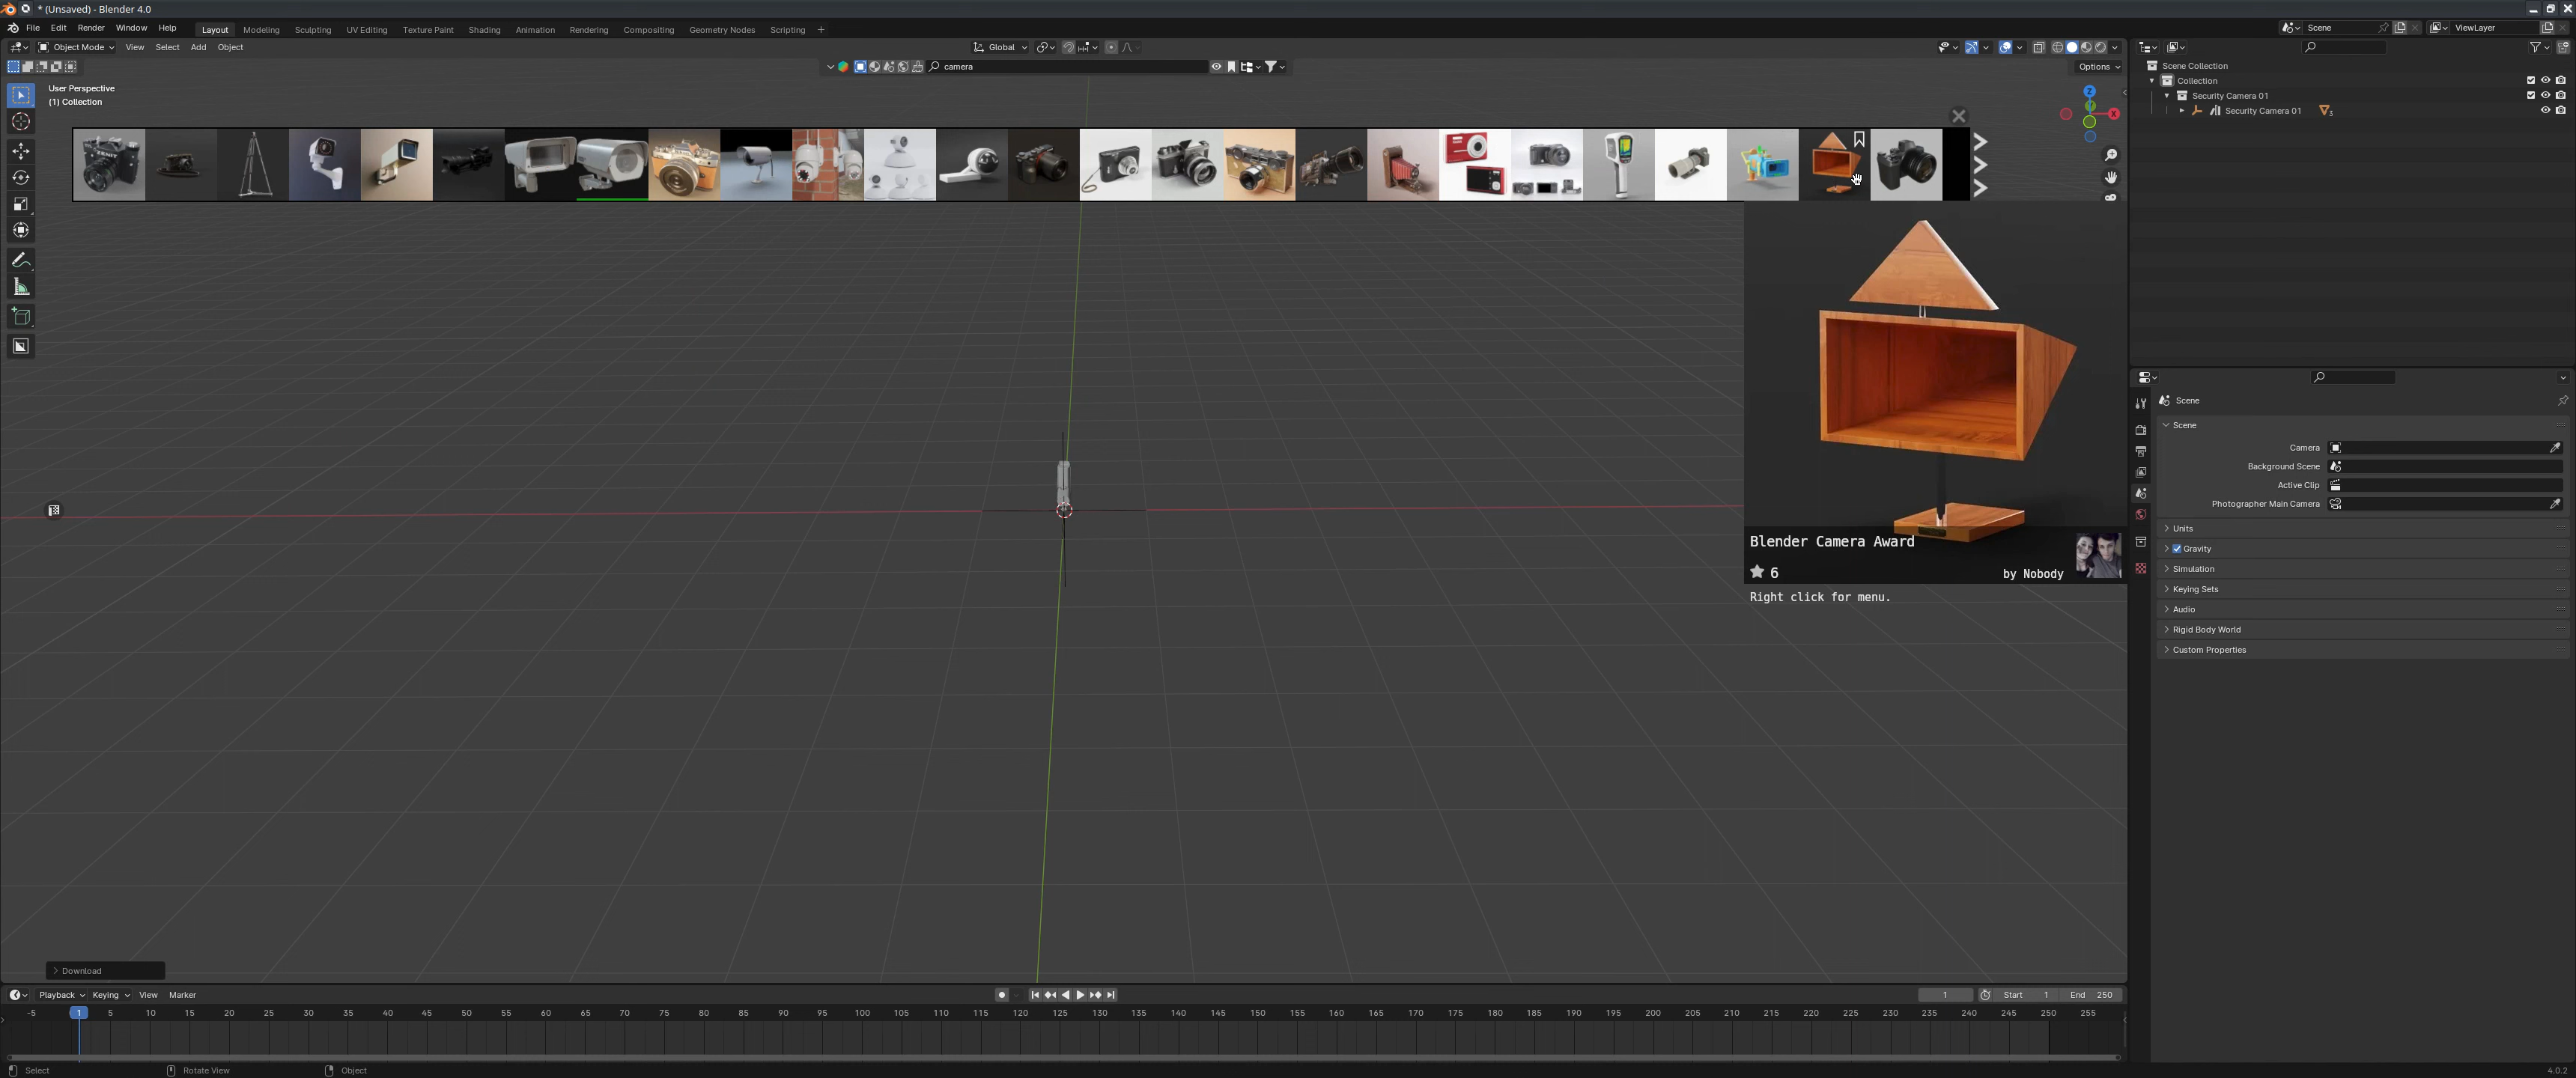 * (Unsaved) - Blender 4.0
File Edit Render Window Help Layout Modeling Sculpting UV Editing Texture Paint Shading Animation Rendering Compositing Geometry Nodes Scripting + Scene ViewLayer
Object Mode View Select Add Object Global
camera Options
User Perspective
(1) Collection
Z
X
Scene Collection
Collection
Security Camera 01
Security Camera 01 3
Blender Camera Award
6 by Nobody
Right click for menu.
Scene
Scene
Camera
Background Scene
Active Clip
Photographer Main Camera
Units
Gravity
Simulation
Keying Sets
Audio
Rigid Body World
Custom Properties
Download
Playback Keying View Marker 1 Start 1 End 250
-5 1 5 10 15 20 25 30 35 40 45 50 55 60 65 70 75 80 85 90 95 100 105 110 115 120 125 130 135 140 145 150 155 160 165 170 175 180 185 190 195 200 205 210 215 220 225 230 235 240 245 250 255
Select Rotate View Object 4.0.2